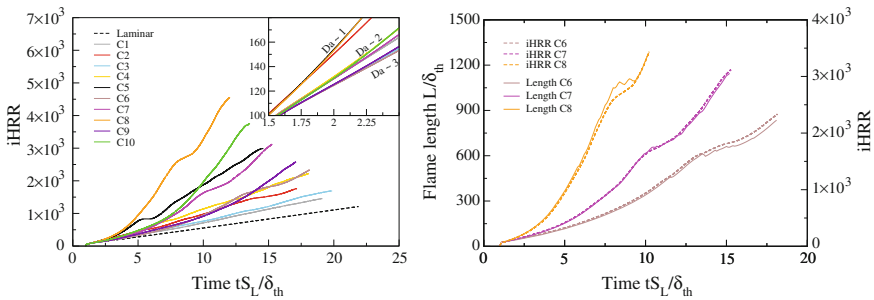 7×10³
6×10³
5×10³
4×10³
3×10³
2×10³
1×10³
0
iHRR
Laminar
C1
C2
C3
C4
C5
C6
C7
C8
C9
C10
160
140
120
100
1.5
2
2.25
Da ~ 1
Da ~ 2
Da ~ 3
0 5 10 15 20 25
Time tS_L/δ_th
1500
1200
900
600
300
0
Flame length L/δ_th
iHRR C6
iHRR C7
iHRR C8
Length C6
Length C7
Length C8
4×10³
3×10³
2×10³
1×10³
0
iHRR
0 5 10 15 20
Time tS_L/δ_th